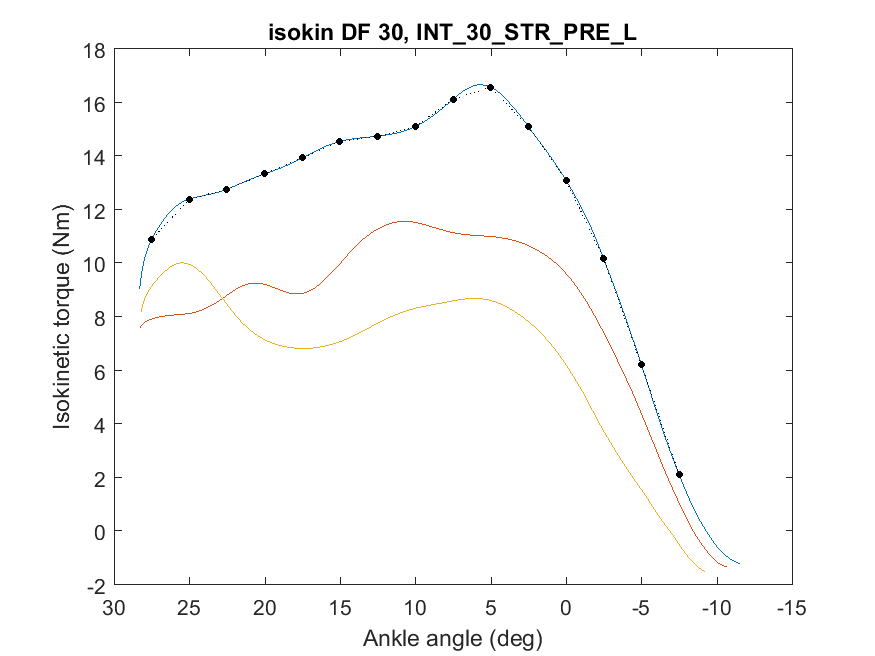 isokin DF 30, INT_30_STR_PRE_L
18
16
14
12
10
8
6
4
2
0
-2
Isokinetic torque (Nm)
30 25 20 15 10 5 0 -5 -10 -15
Ankle angle (deg)